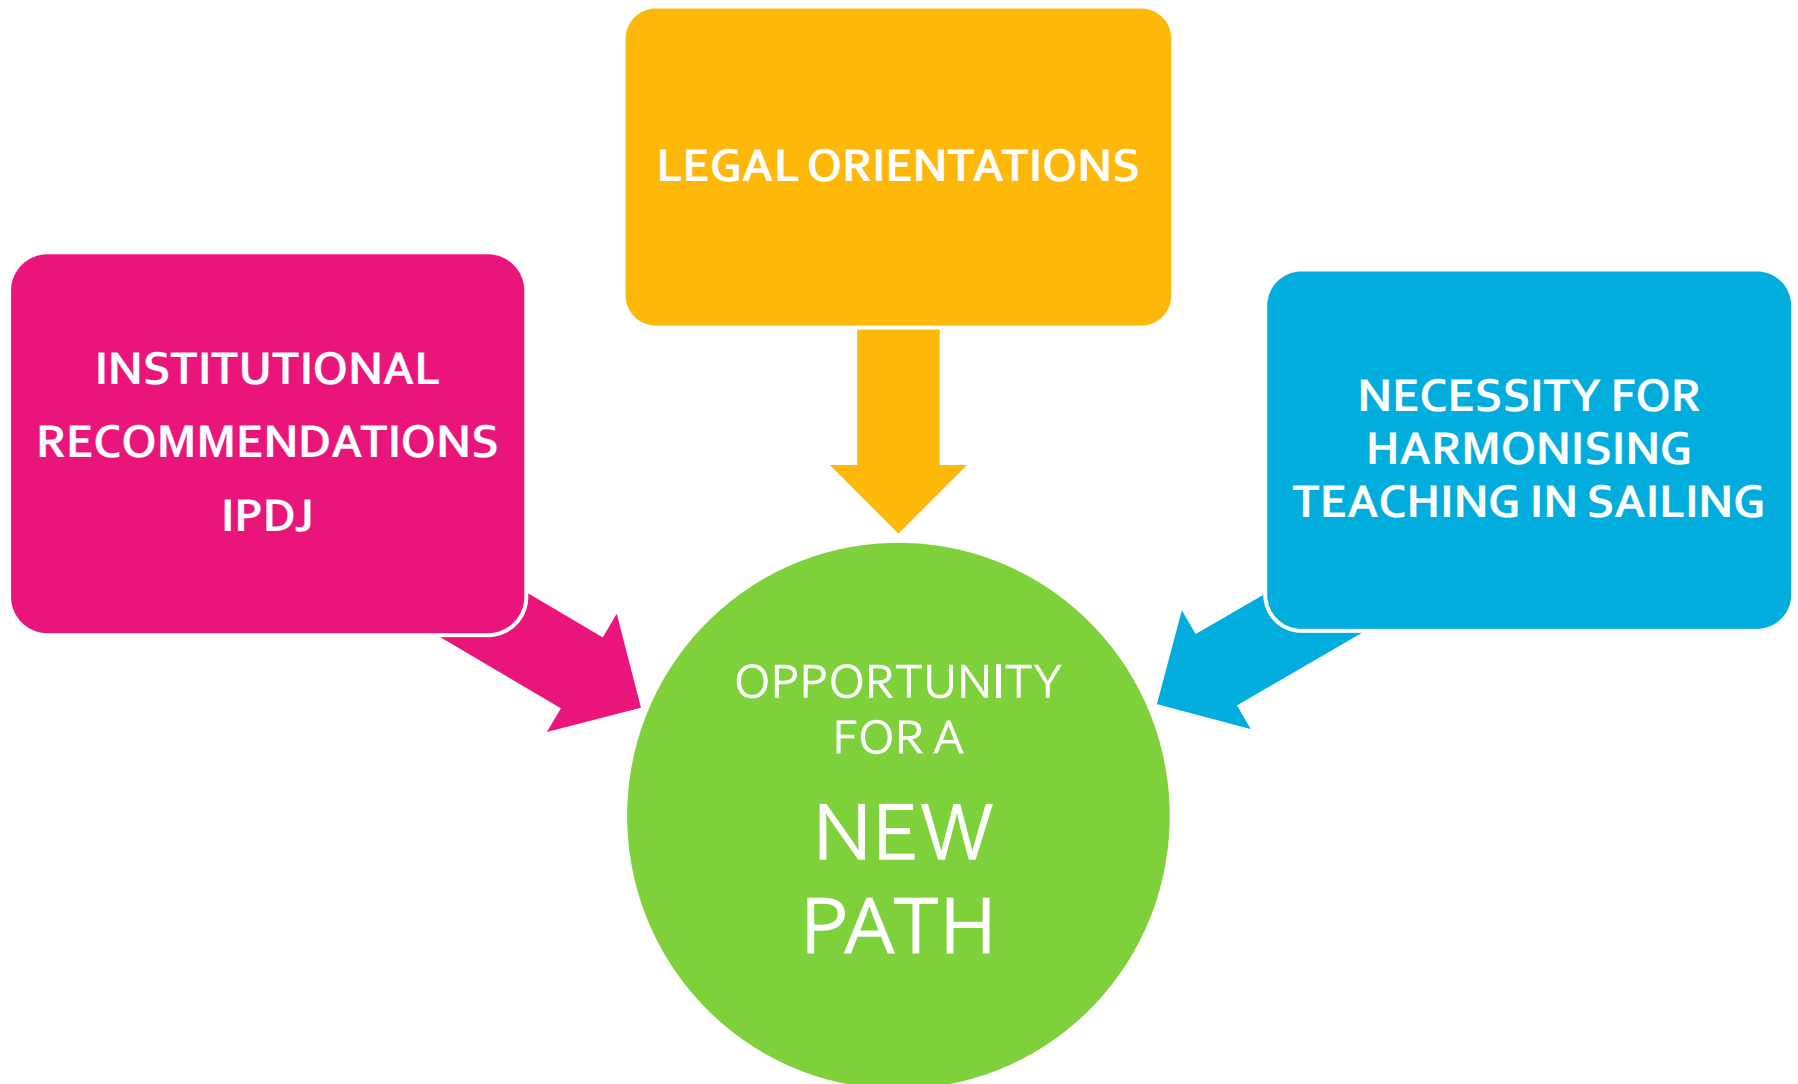 LEGAL ORIENTATIONS
INSTITUTIONAL
RECOMMENDATIONS
IPDJ
NECESSITY FOR
HARMONISING
TEACHING IN SAILING
OPPORTUNITY
FOR A
NEW
PATH